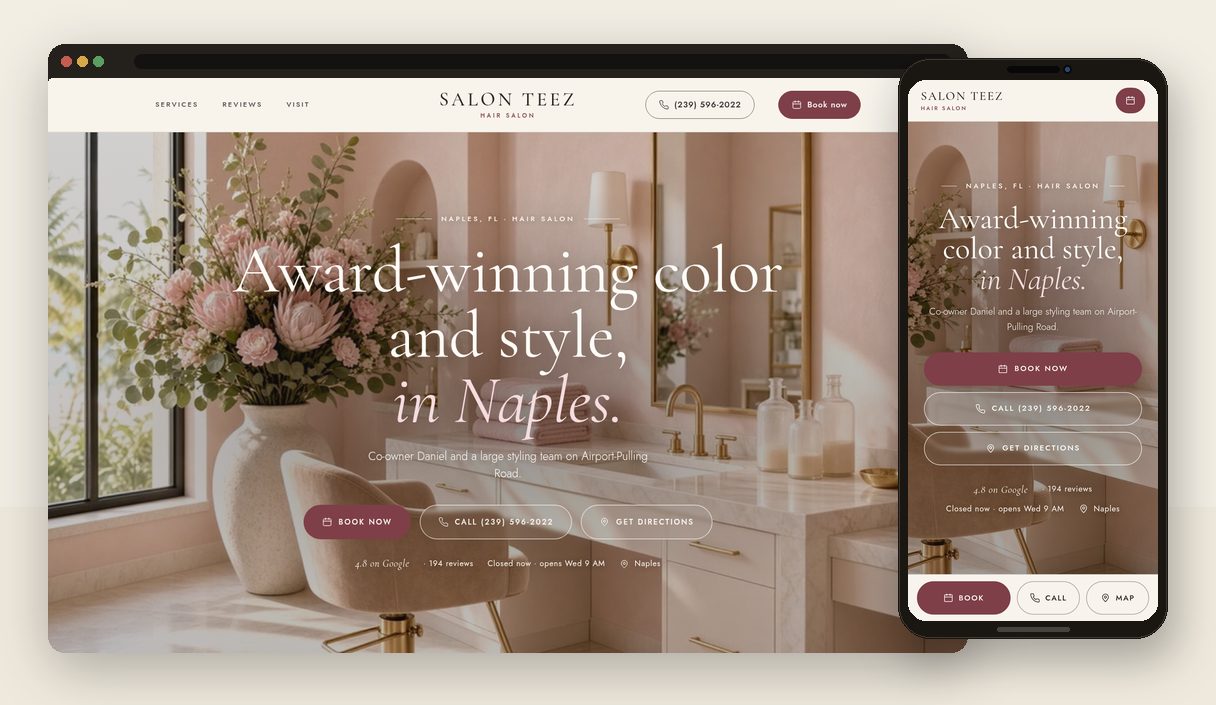 SERVICES REVIEWS VISIT
SALON TEEZ
HAIR SALON
(239) 596-2022
Book now
NAPLES, FL · HAIR SALON
Award-winning color
and style,
in Naples.
Co-owner Daniel and a large styling team on Airport-Pulling
Road.
BOOK NOW
CALL (239) 596-2022
GET DIRECTIONS
4.8 on Google · 194 reviews Closed now · opens Wed 9 AM Naples
SALON TEEZ
HAIR SALON
NAPLES, FL · HAIR SALON
Award-winning
color and style,
in Naples.
Co-owner Daniel and a large styling team on Airport-
Pulling Road.
BOOK NOW
CALL (239) 596-2022
GET DIRECTIONS
4.8 on Google · 194 reviews
Closed now · opens Wed 9 AM Naples
BOOK
CALL
MAP